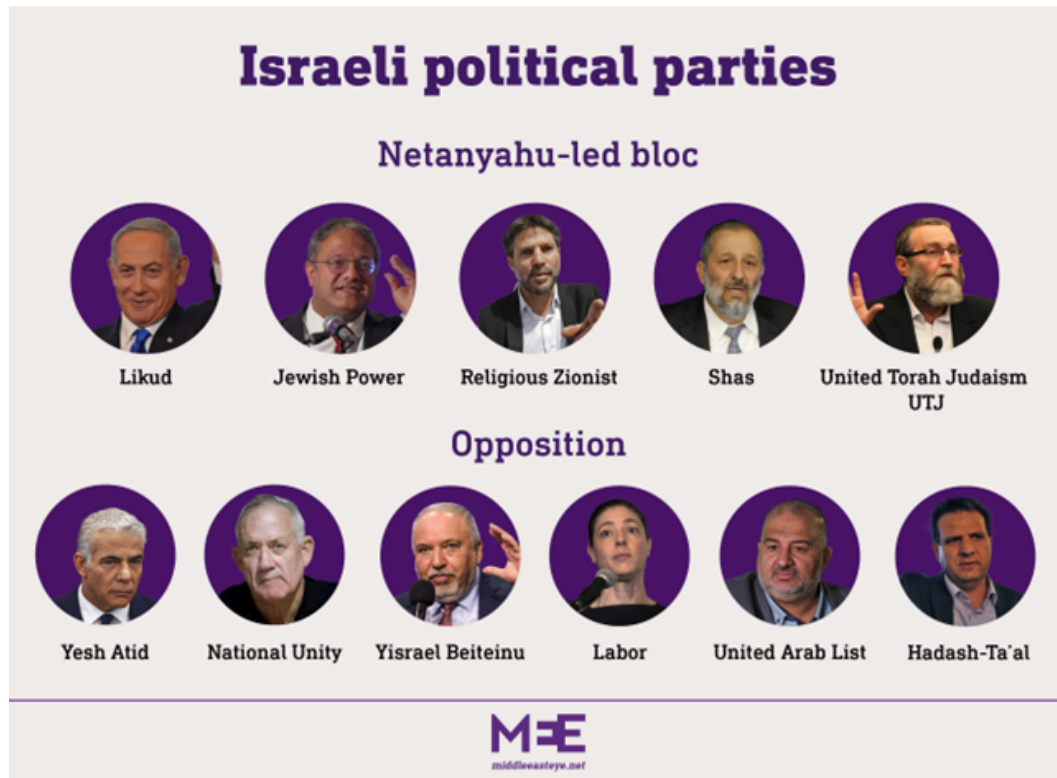 Israeli political parties
Netanyahu-led bloc
Likud
Jewish Power
Religious Zionist
Shas
United Torah Judaism
UTJ
Opposition
Yesh Atid
National Unity
Yisrael Beiteinu
Labor
United Arab List
Hadash-Ta'al
MEE
middleeasteye.net